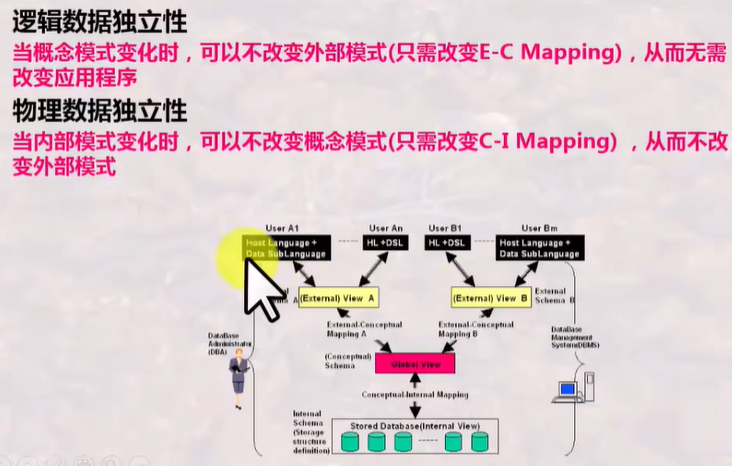 逻辑数据独立性
当概念模式变化时，可以不改变外部模式(只需改变E-C Mapping)，从而无需
改变应用程序
物理数据独立性
当内部模式变化时，可以不改变概念模式(只需改变C-I Mapping) ，从而不改
变外部模式
User A1
User An
User B1
User Bm
Host Language +
Data SubLanguage
HL +DSL
HL +DSL
Host Language +
Data SubLanguage
A
(External) View A
(External) View B
External
Schema B
External-Conceptual
Mapping A
External-Conceptual
Mapping B
DataBase
Administrator
(DBA)
DataBase
Management
System(DBMS)
(Conceptual)
Schema
Global View
Conceptual-Internal Mapping
Internal
Schema
(Storage
structure
definition)
Stored Database(Internal View)